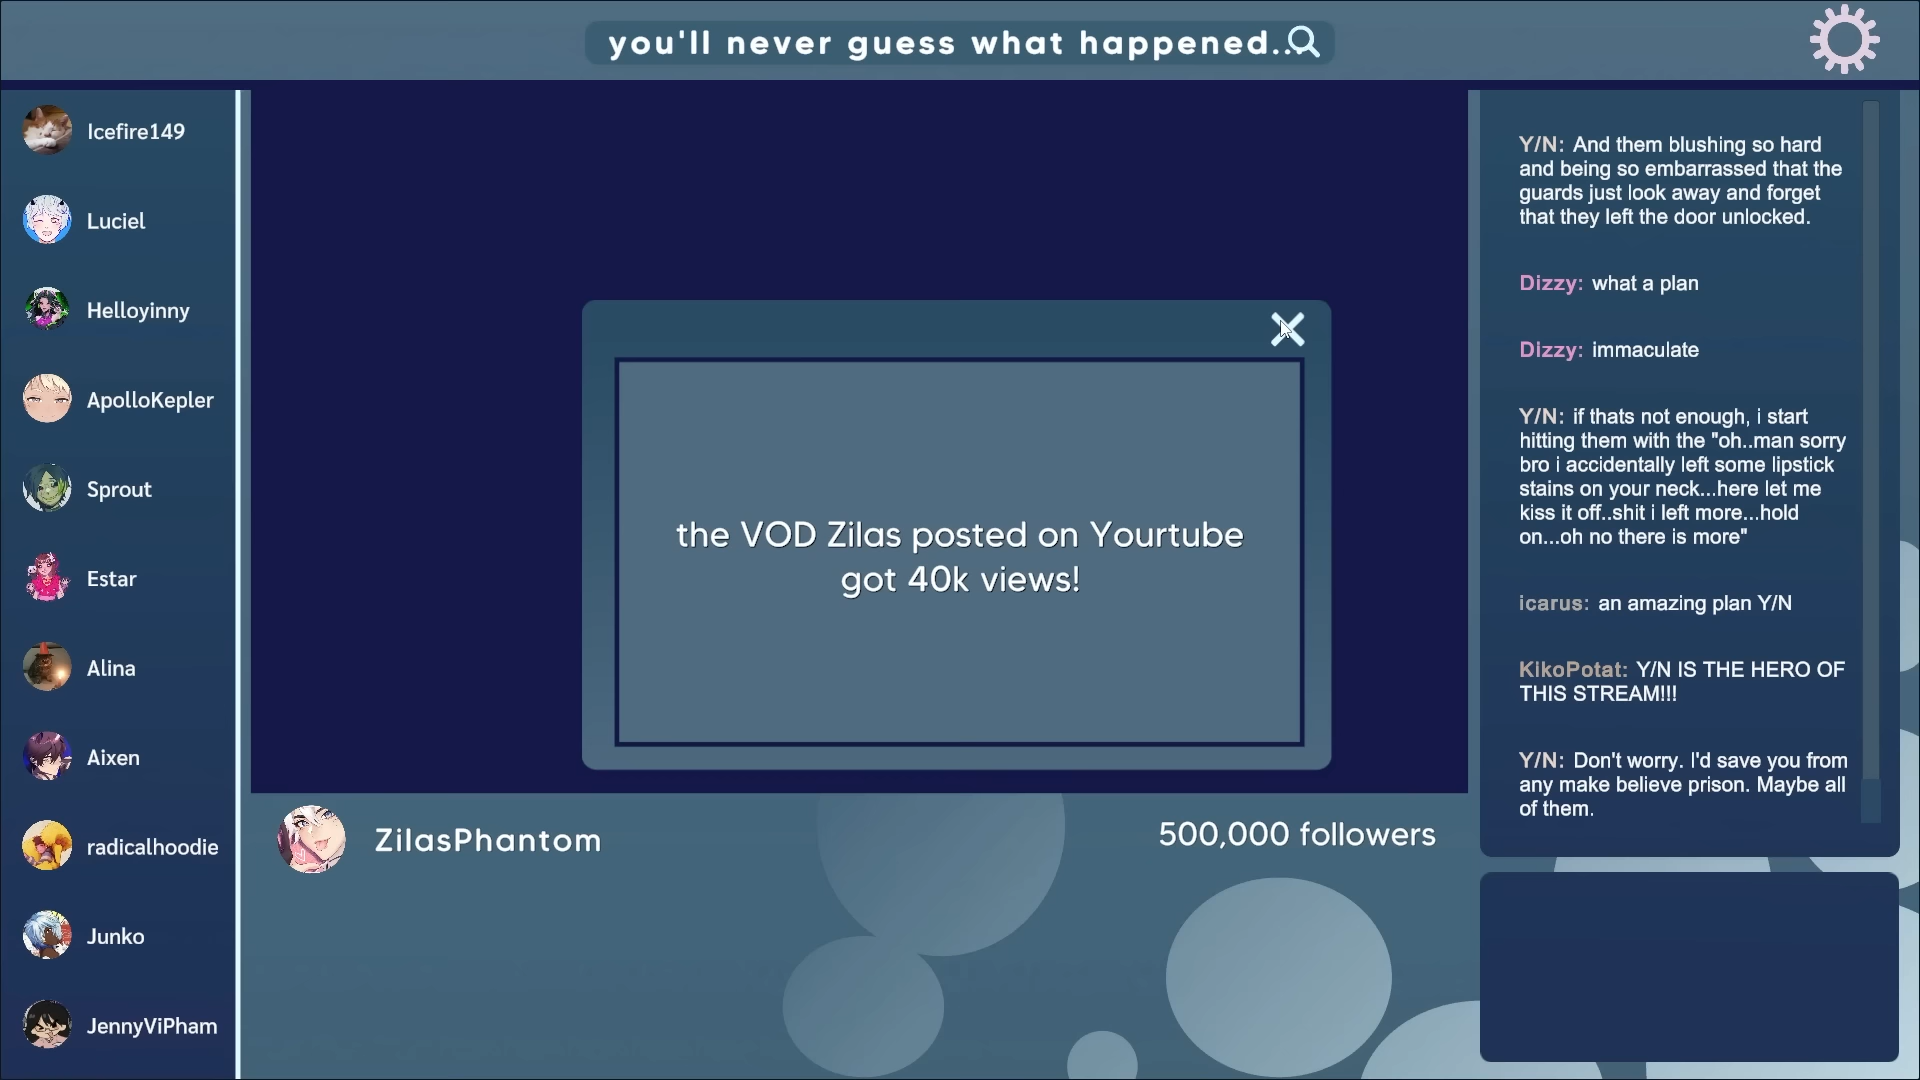 you'll never guess what happened...
Icefire149
Luciel
Helloyinny
ApolloKepler
Sprout
Estar
Alina
Aixen
radicalhoodie
Junko
JennyViPham
the VOD Zilas posted on Yourtube
got 40k views!
ZilasPhantom
500,000 followers
Y/N: And them blushing so hard
and being so embarrassed that the
guards just look away and forget
that they left the door unlocked.
Dizzy: what a plan
Dizzy: immaculate
Y/N: if thats not enough, i start
hitting them with the "oh..man sorry
bro i accidentally left some lipstick
stains on your neck...here let me
kiss it off..shit i left more...hold
on...oh no there is more"
icarus: an amazing plan Y/N
KikoPotat: Y/N IS THE HERO OF
THIS STREAM!!!
Y/N: Don't worry. I'd save you from
any make believe prison. Maybe all
of them.